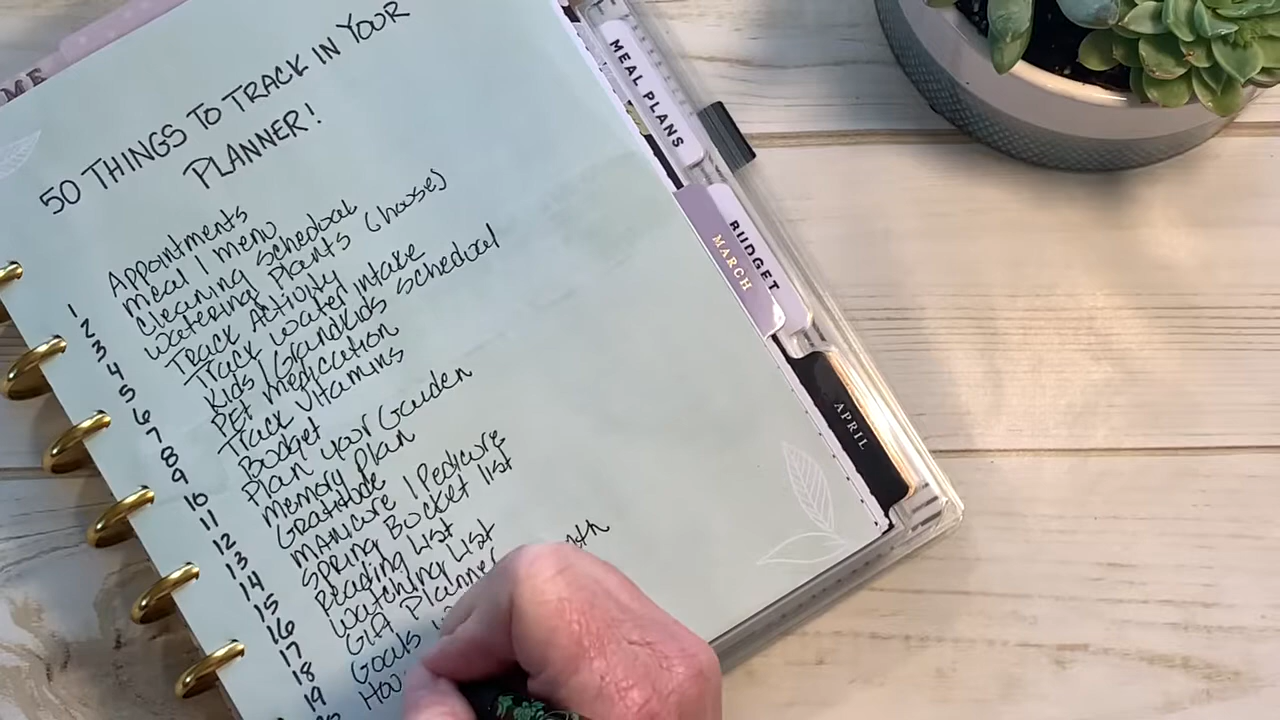 ME
50 THINGS TO TRACK IN YOUR
PLANNER!
1 Appointments
2 Meal / menu
3 Cleaning schedual
4 Watering Plants (house)
5 Track Activity
6 Track water intake
7 Kids / Grandkids schedual
8 PEt Medication
9 Track Vitamins
10 Budget
11 Plan your Garden
12 Memory Plan
13 Gratitude
14 MANicure / Pedicure
15 Spring Bucket list
16 Reading List
17 Watching List
18 Gift Planner
19 Goals
20
MEAL PLANS
BUDGET
MARCH
APRIL